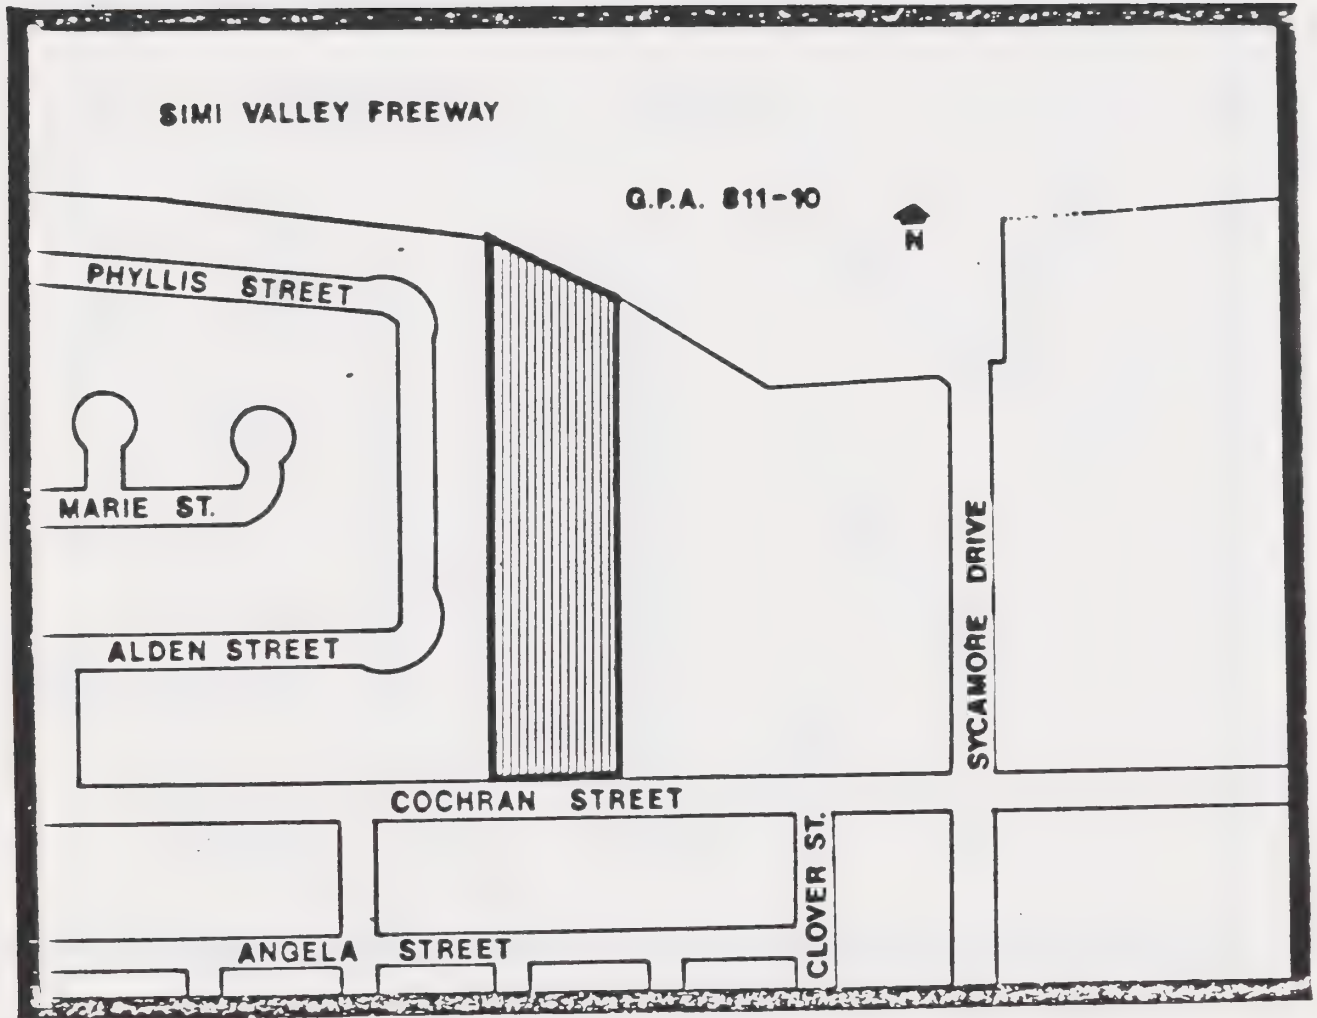 SIMI VALLEY FREEWAY
G.P.A. 811-10
N
PHYLLIS STREET
MARIE ST.
SYCAMORE DRIVE
ALDEN STREET
COCHRAN STREET
CLOVER ST.
ANGELA STREET